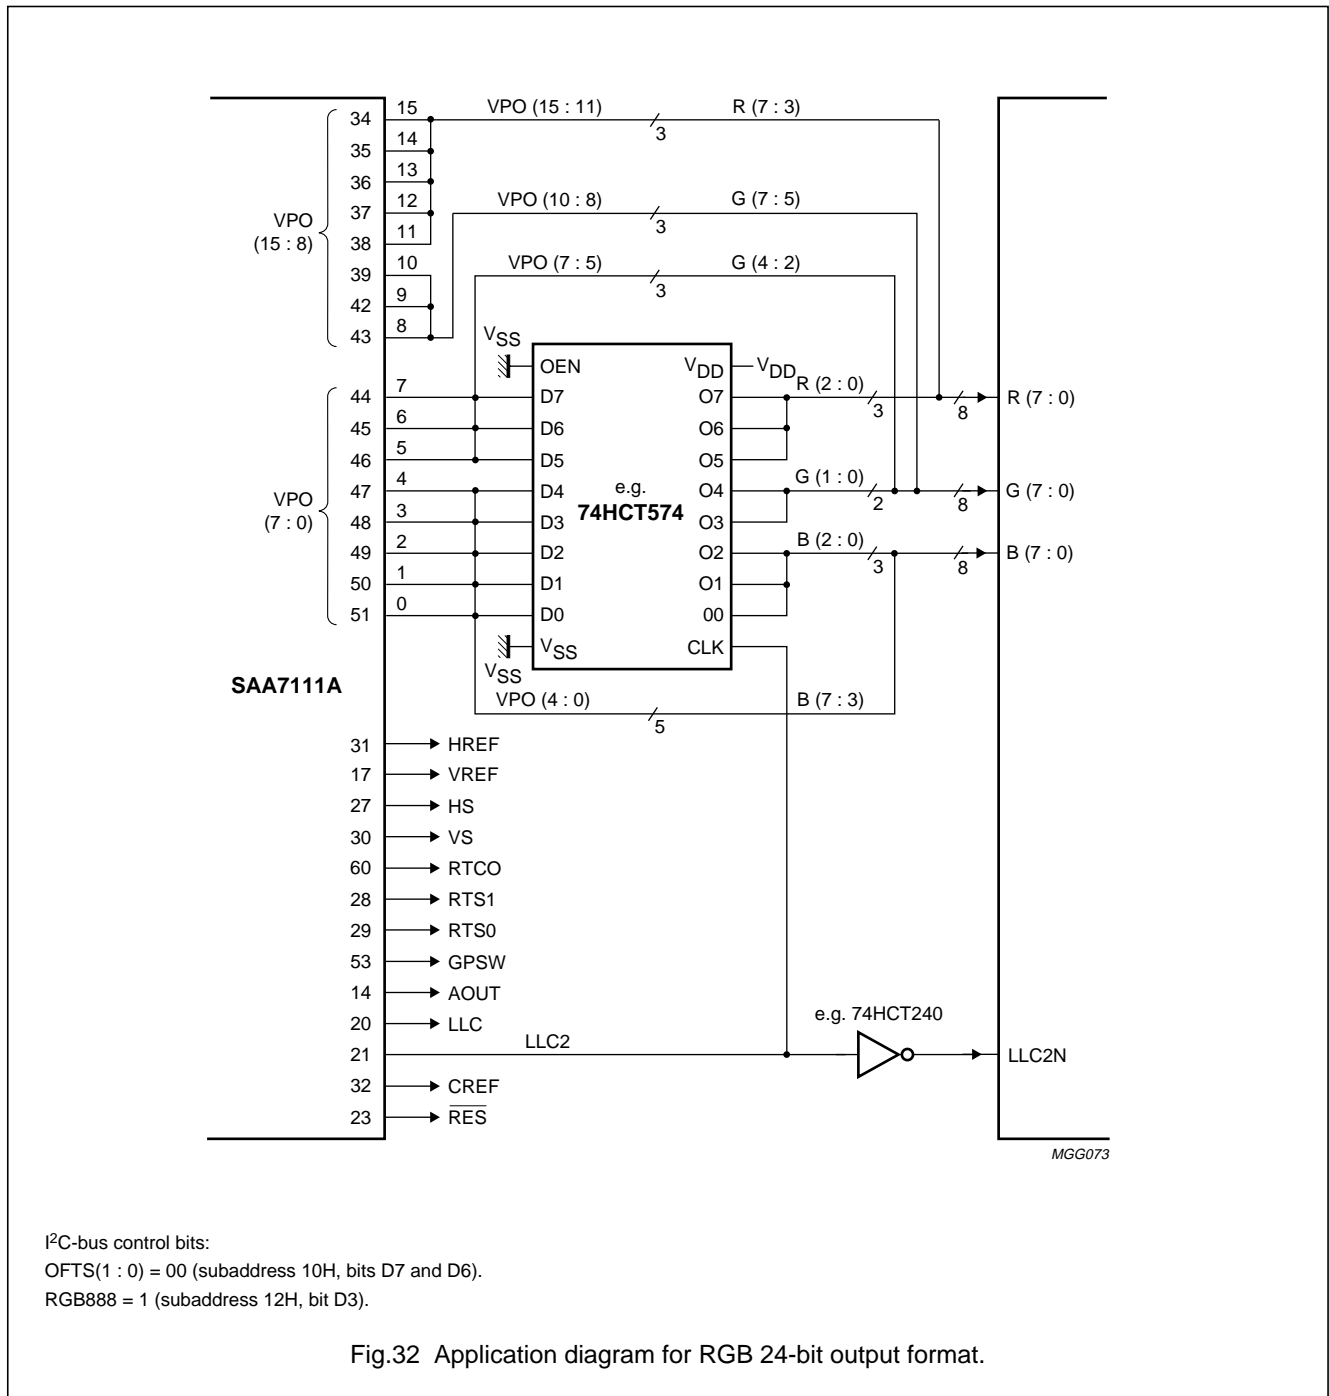 15 VPO (15 : 11) R (7 : 3)
34
3
14
35
13
36
12
37
VPO (10 : 8) G (7 : 5)
3
VPO
(15 : 8)
11
38
10
39
VPO (7 : 5) G (4 : 2)
3
9
42
8
43
VSS
OEN VDD VDD
7
44 D7 O7 R (2 : 0) 3 8 R (7 : 0)
6
45 D6 O6
5
46 D5 O5
4
47 D4 e.g. O4 G (1 : 0) 2 8 G (7 : 0)
74HCT574
VPO
(7 : 0)
3
48 D3 O3
2
49 D2 O2 B (2 : 0) 3 8 B (7 : 0)
1
50 D1 O1
0
51 D0 00
VSS CLK
VSS
SAA7111A
VPO (4 : 0) B (7 : 3)
5
31 HREF
17 VREF
27 HS
30 VS
60 RTCO
28 RTS1
29 RTS0
53 GPSW
14 AOUT
20 LLC
e.g. 74HCT240
21 LLC2 LLC2N
32 CREF
23 RES
MGG073
I2C-bus control bits:
OFTS(1 : 0) = 00 (subaddress 10H, bits D7 and D6).
RGB888 = 1 (subaddress 12H, bit D3).
Fig.32 Application diagram for RGB 24-bit output format.